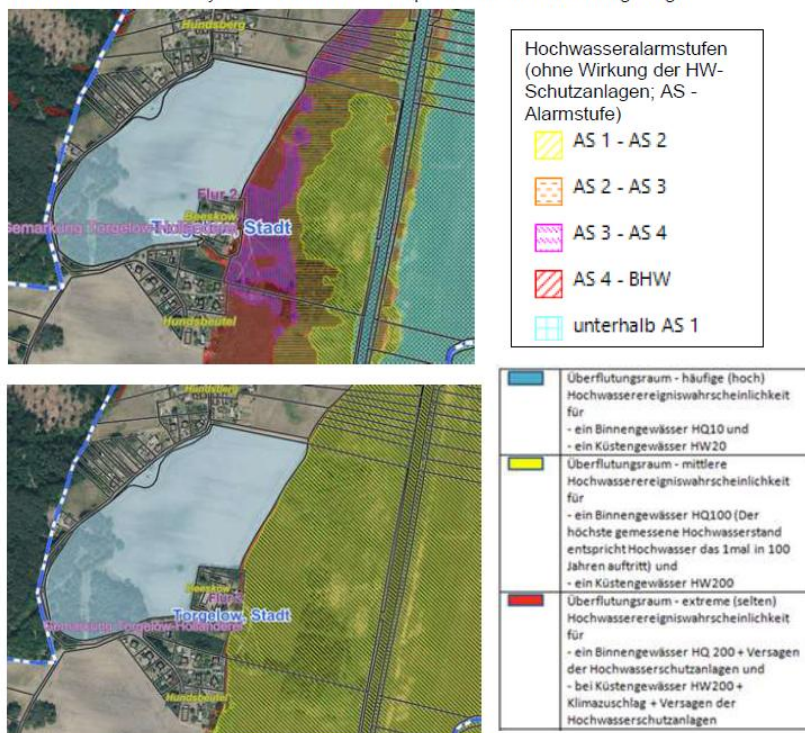 Hundsberg
Flur 2
Beeskow
Torgelow, Stadt
Hundsbeutel
Hochwasseralarmstufen
(ohne Wirkung der HW-
Schutzanlagen; AS -
Alarmstufe)
AS 1 - AS 2
AS 2 - AS 3
AS 3 - AS 4
AS 4 - BHW
unterhalb AS 1
Hundsberg
Beeskow
Torgelow, Stadt
Gemarkung Torgelow-Holländerei
Hundsbeutel
Überflutungsraum - häufige (hoch)
Hochwasserereigniswahrscheinlichkeit
für
- ein Binnengewässer HQ10 und
- ein Küstengewässer HW20
Überflutungsraum - mittlere
Hochwasserereigniswahrscheinlichkeit
für
- ein Binnengewässer HQ100 (Der
höchste gemessene Hochwasserstand
entspricht Hochwasser das 1mal in 100
Jahren auftritt) und
- ein Küstengewässer HW200
Überflutungsraum - extreme (selten)
Hochwasserereigniswahrscheinlichkeit
für
- ein Binnengewässer HQ 200 + Versagen
der Hochwasserschutzanlagen und
- bei Küstengewässer HW200 +
Klimazuschlag + Versagen der
Hochwasserschutzanlagen